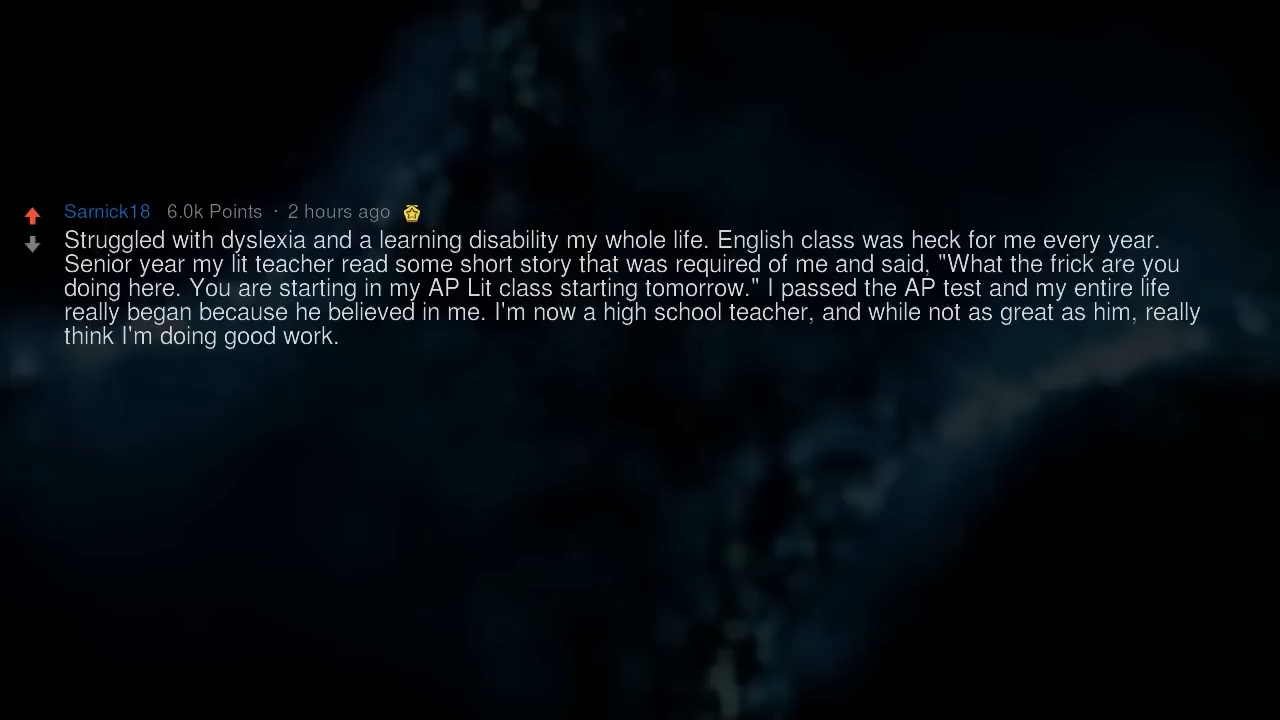 Sarnick18 6.0k Points · 2 hours ago
Struggled with dyslexia and a learning disability my whole life. English class was heck for me every year.
Senior year my lit teacher read some short story that was required of me and said, "What the frick are you
doing here. You are starting in my AP Lit class starting tomorrow." I passed the AP test and my entire life
really began because he believed in me. I'm now a high school teacher, and while not as great as him, really
think I'm doing good work.